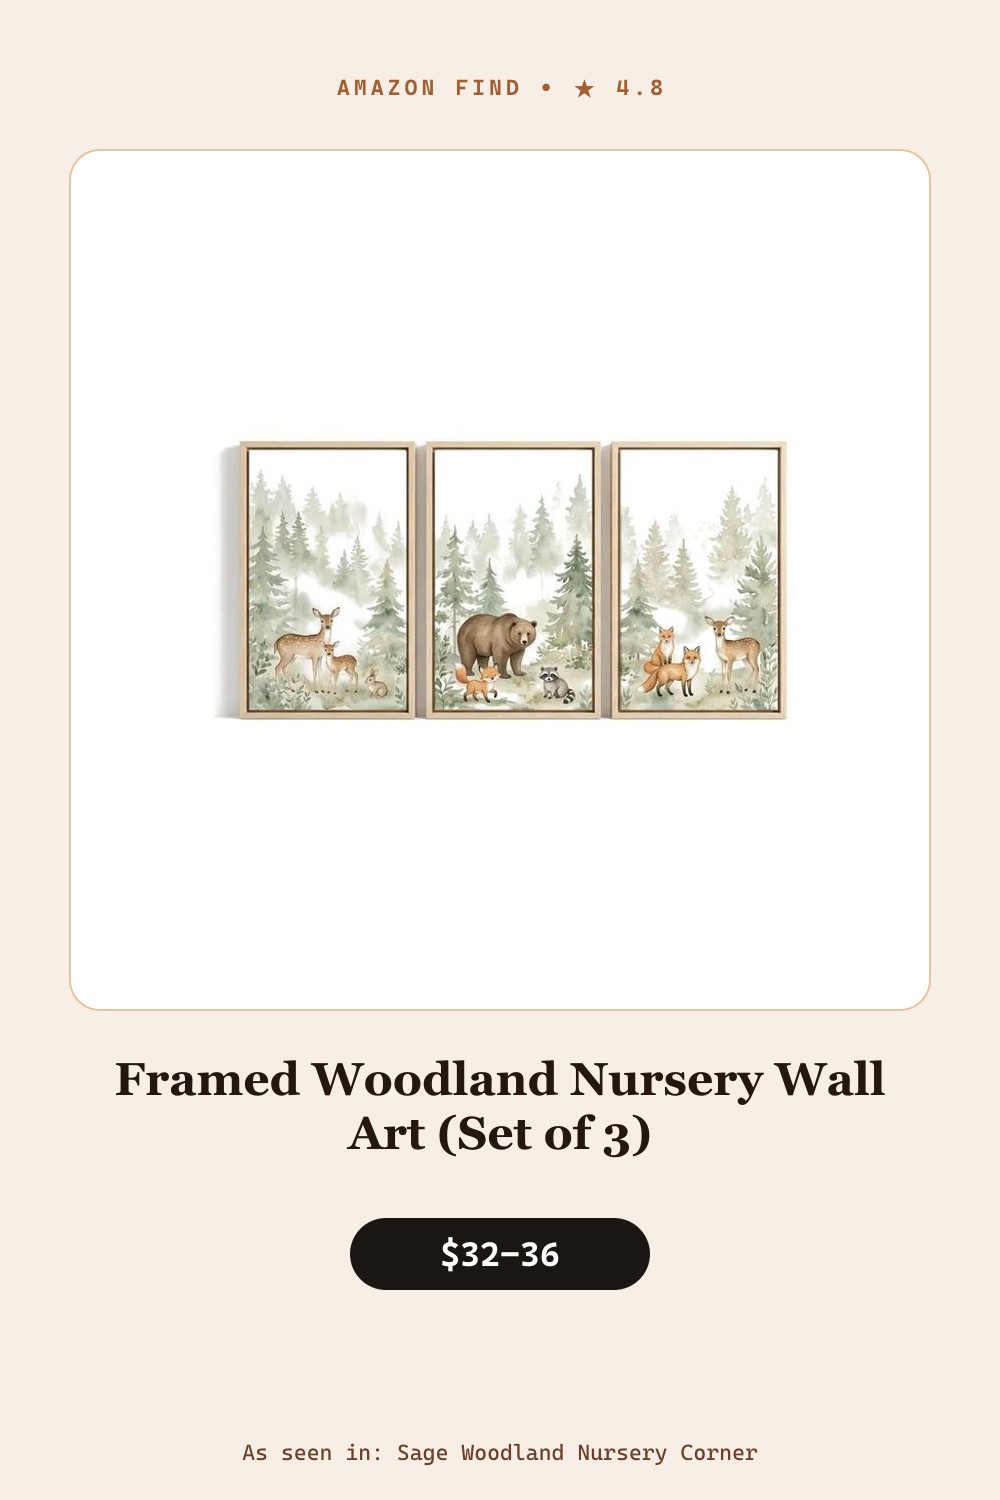 AMAZON FIND • ★ 4.8
Framed Woodland Nursery Wall
Art (Set of 3)
$32–36
As seen in: Sage Woodland Nursery Corner